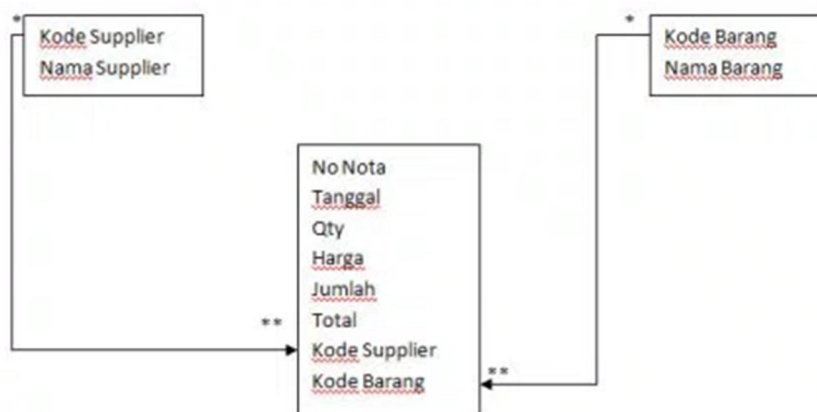 *
Kode Supplier
Nama Supplier
*
Kode Barang
Nama Barang
No Nota
Tanggal
Qty
Harga
Jumlah
Total
Kode Supplier
Kode Barang
**
**